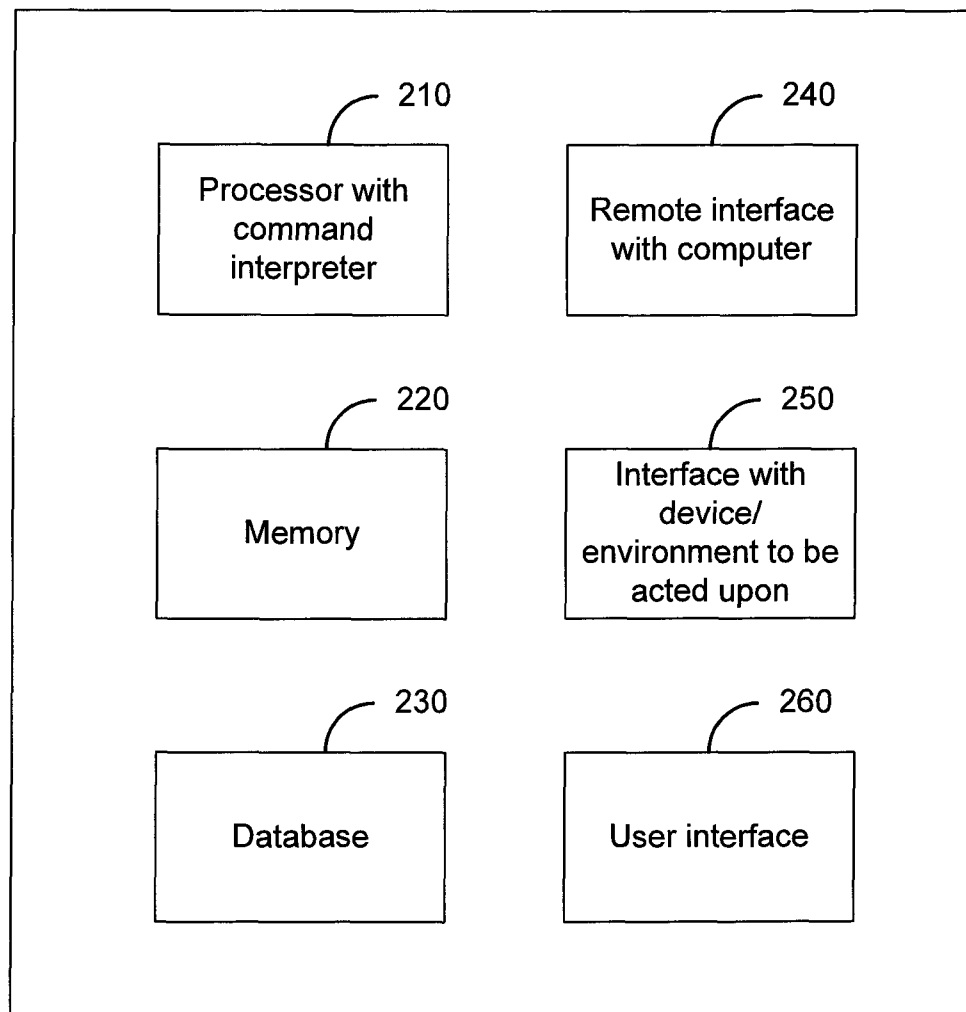 210
Processor with
command
interpreter
240
Remote interface
with computer
220
Memory
250
Interface with
device/
environment to be
acted upon
230
Database
260
User interface